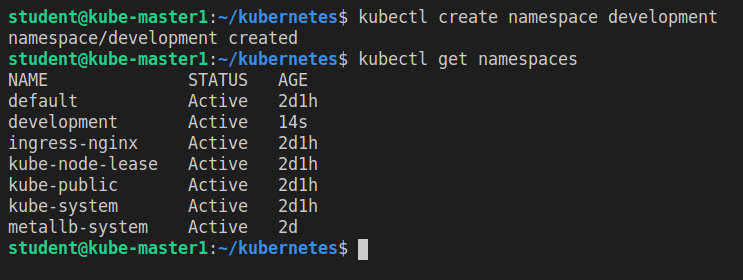 student@kube-master1:~/kubernetes$ kubectl create namespace development
namespace/development created
student@kube-master1:~/kubernetes$ kubectl get namespaces
NAME              STATUS   AGE
default           Active   2d1h
development       Active   14s
ingress-nginx     Active   2d1h
kube-node-lease   Active   2d1h
kube-public       Active   2d1h
kube-system       Active   2d1h
metallb-system    Active   2d
student@kube-master1:~/kubernetes$